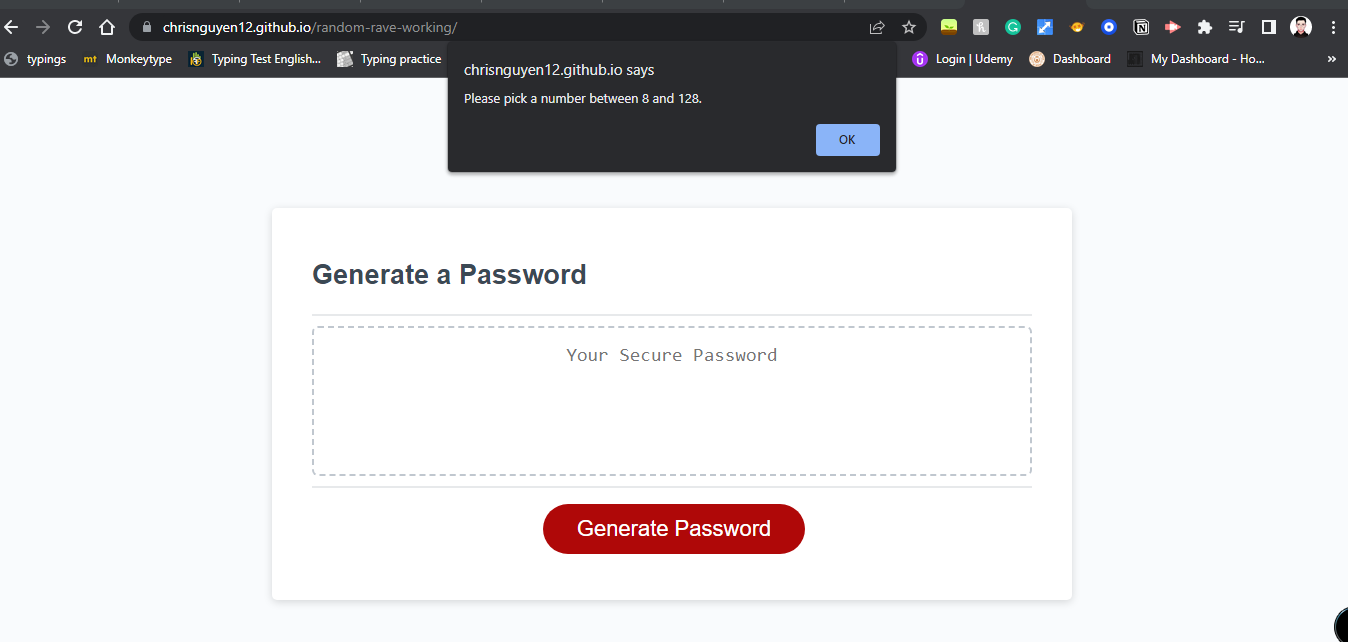 chrisnguyen12.github.io/random-rave-working/
typings mt Monkeytype Typing Test English... Typing practice Login | Udemy Dashboard My Dashboard - Ho... »
chrisnguyen12.github.io says
Please pick a number between 8 and 128.
OK
Generate a Password
Your Secure Password
Generate Password